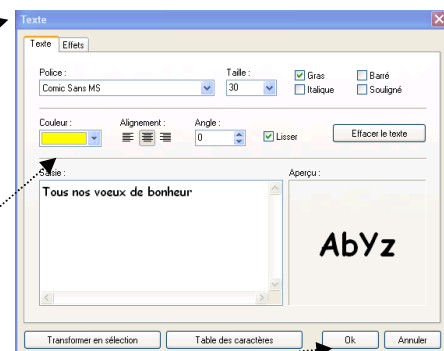 Texte
Texte Effets
Police : Taille :
Comic Sans MS 30 Gras Barré
Italique Souligné
Couleur : Alignement : Angle :
0 Lisser Effacer le texte
Saisie : Aperçu :
Tous nos voeux de bonheur
AbYz
Transformer en sélection Table des caractères Ok Annuler